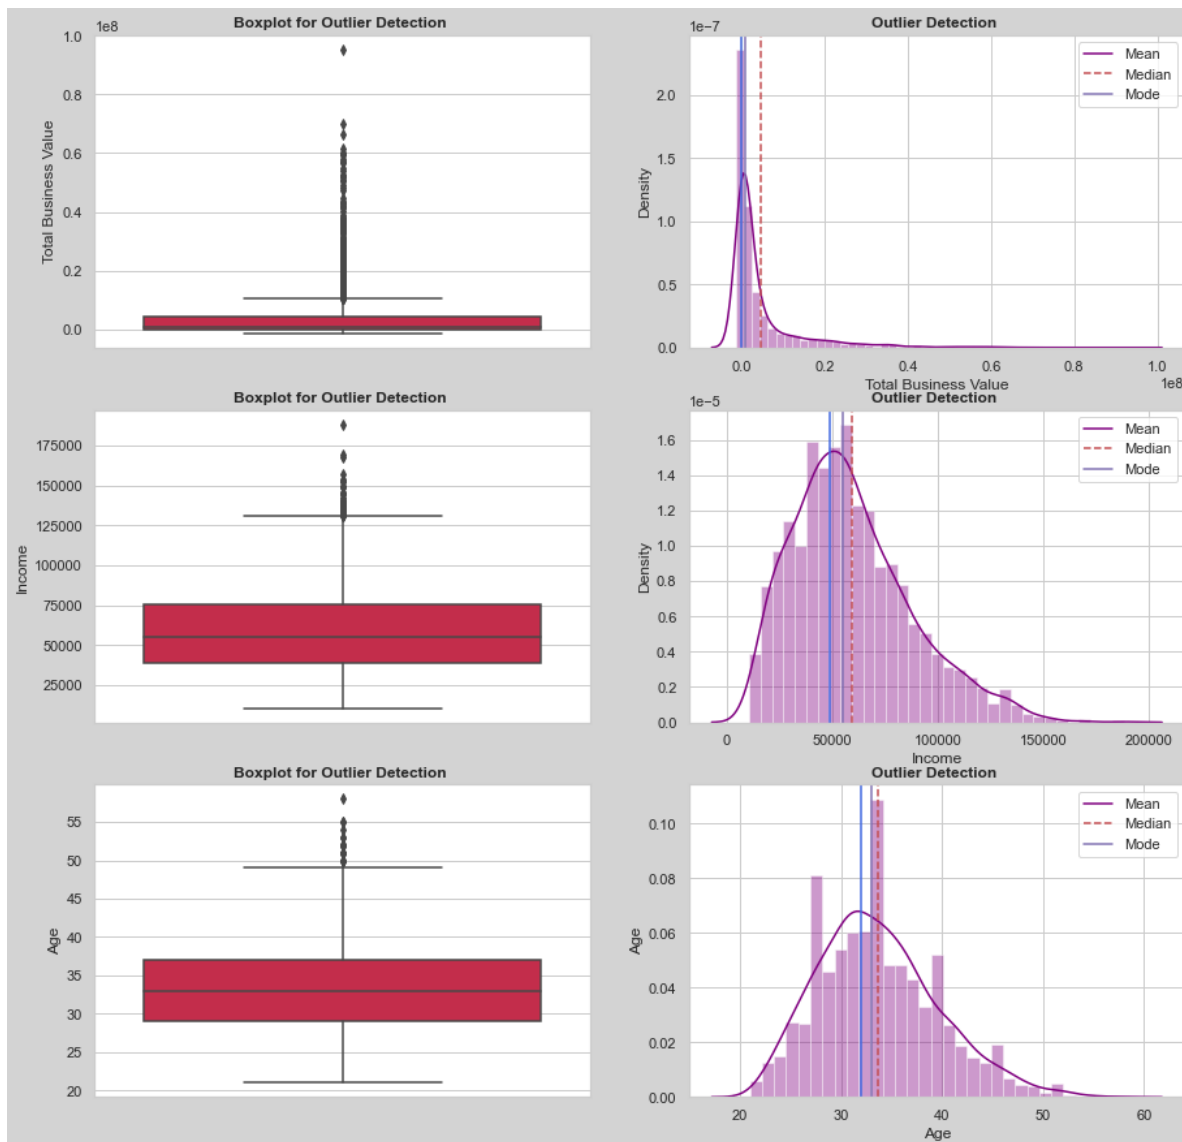 Boxplot for Outlier Detection
1e8
1.0
0.8
0.6
0.4
0.2
0.0
Total Business Value
Outlier Detection
1e−7
2.0
1.5
1.0
0.5
0.0
Density
Mean
Median
Mode
0.0 0.2 0.4 0.6 0.8 1.0
Total Business Value
1e8
Boxplot for Outlier Detection
175000
150000
125000
100000
75000
50000
25000
Income
Outlier Detection
1e−5
1.6
1.4
1.2
1.0
0.8
0.6
0.4
0.2
0.0
Density
Mean
Median
Mode
0 50000 100000 150000 200000
Income
Boxplot for Outlier Detection
55
50
45
40
35
30
25
20
Age
Outlier Detection
0.10
0.08
0.06
0.04
0.02
0.00
Age
Mean
Median
Mode
20 30 40 50 60
Age